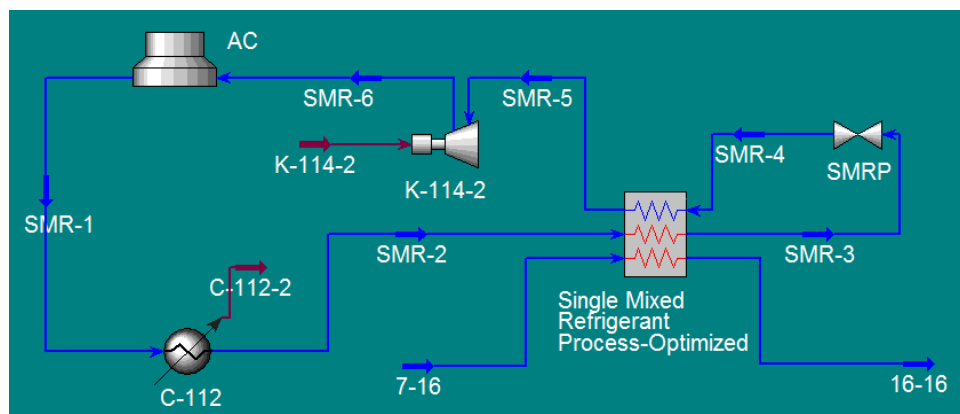 AC
SMR-6
SMR-5
K-114-2
K-114-2
SMR-4
SMRP
SMR-1
SMR-2
SMR-3
C-112-2
Single Mixed
Refrigerant
Process-Optimized
C-112
7-16
16-16